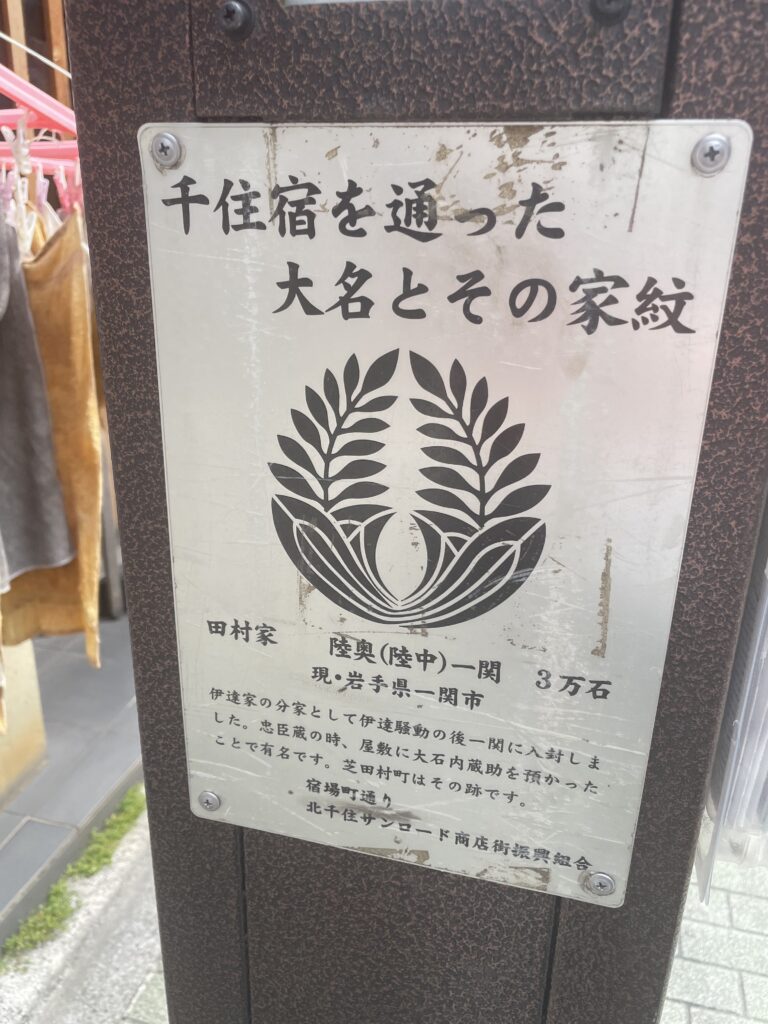 千住宿を通った
大名とその家紋
田村家 陸奥(陸中)一関 3万石
現・岩手県一関市
伊達家の分家として伊達騒動の後一関に入封しま
した。忠臣蔵の時、屋敷に大石内蔵助を預かった
ことで有名です。芝田村町はその跡です。
宿場町通り
北千住サンロード商店街振興組合